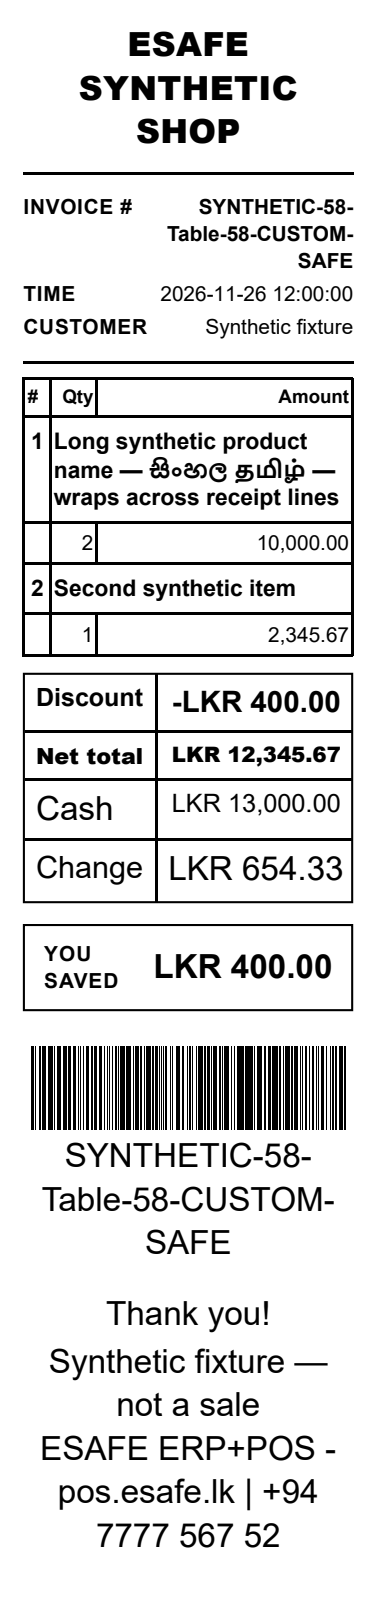 ESAFE
SYNTHETIC
SHOP
INVOICE # SYNTHETIC-58-
Table-58-CUSTOM-
SAFE
TIME 2026-11-26 12:00:00
CUSTOMER Synthetic fixture
# Qty Amount
1 Long synthetic product
name — සිංහල தமிழ் —
wraps across receipt lines
2 10,000.00
2 Second synthetic item
1 2,345.67
Discount -LKR 400.00
Net total LKR 12,345.67
Cash LKR 13,000.00
Change LKR 654.33
YOU
SAVED LKR 400.00
SYNTHETIC-58-
Table-58-CUSTOM-
SAFE
Thank you!
Synthetic fixture —
not a sale
ESAFE ERP+POS -
pos.esafe.lk | +94
7777 567 52